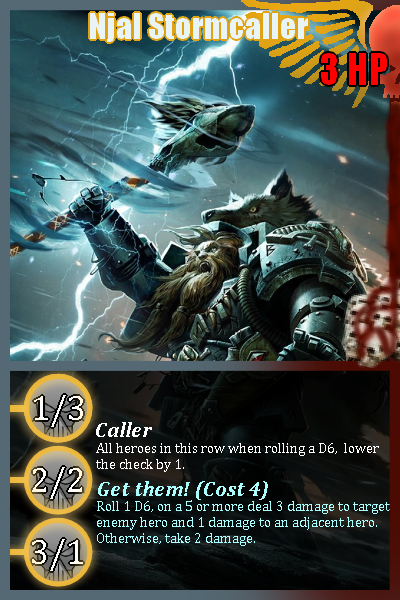 Njal Stormcaller
3 HP
1/3
Caller
All heroes in this row when rolling a D6, lower
the check by 1.
2/2
Get them! (Cost 4)
Roll 1 D6, on a 5 or more deal 3 damage to target
enemy hero and 1 damage to an adjacent hero.
Otherwise, take 2 damage.
3/1